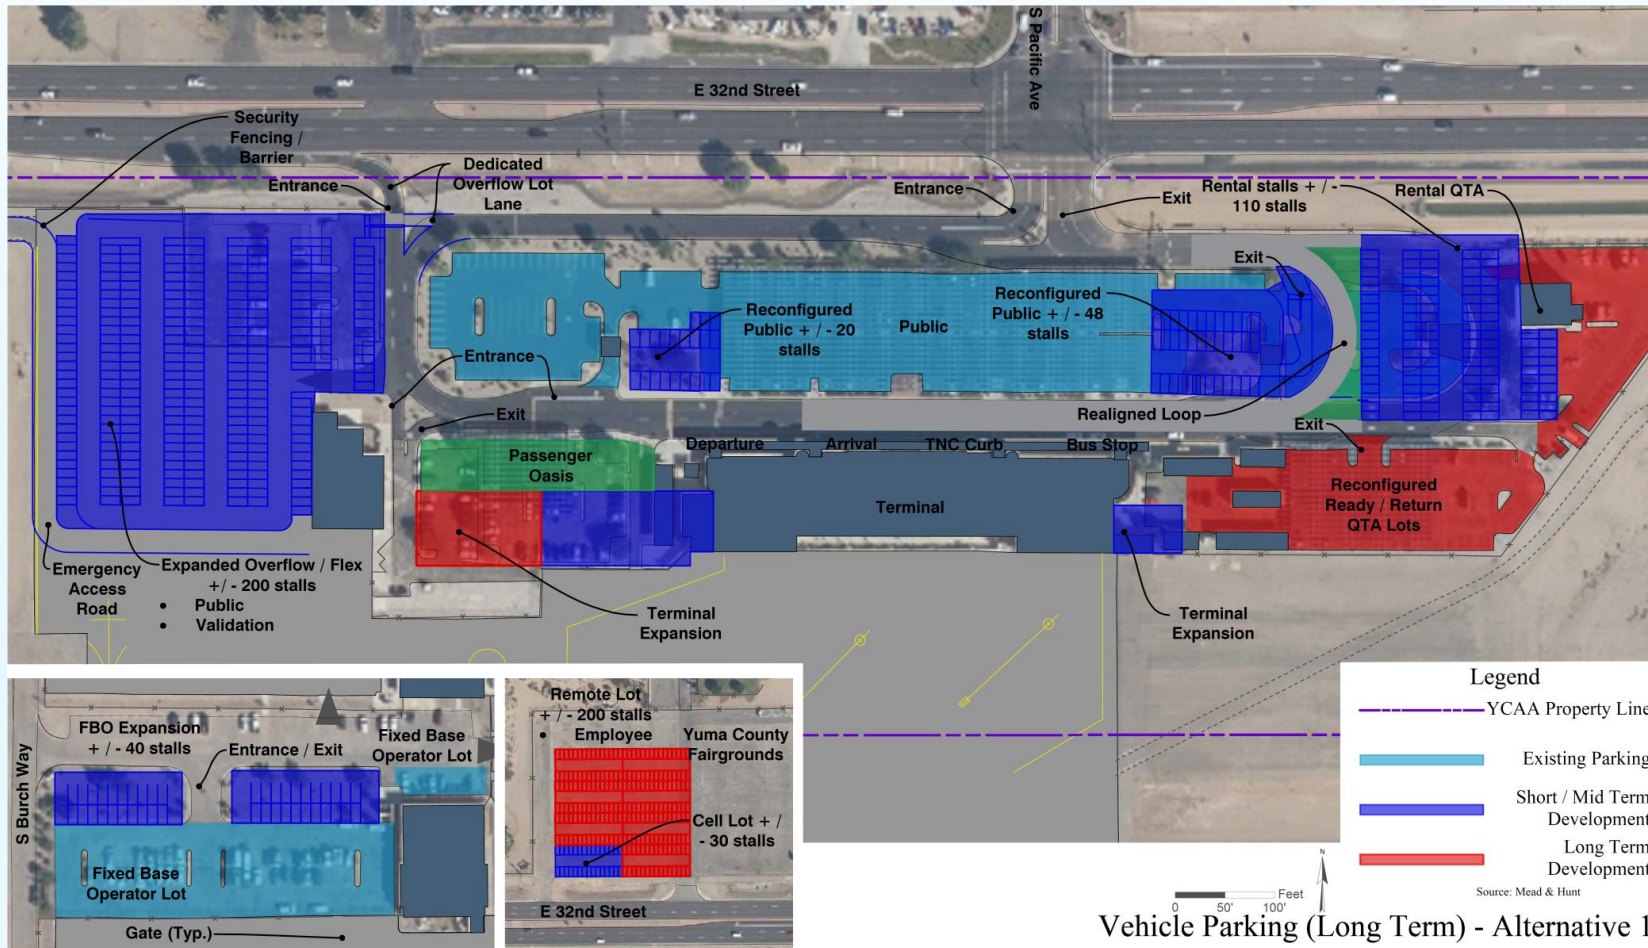 S Pacific Ave
E 32nd Street
Security
Fencing /
Barrier
Entrance
Dedicated
Overflow Lot
Lane
Entrance
Exit
Rental stalls + / -
110 stalls
Rental QTA
Exit
Reconfigured
Public + / - 20
stalls
Public
Reconfigured
Public + / - 48
stalls
Entrance
Exit
Realigned Loop
Exit
Passenger
Oasis
Departure
Arrival
TNC Curb
Bus Stop
Terminal
Reconfigured
Ready / Return
QTA Lots
Emergency
Access
Road
Expanded Overflow / Flex
+ / - 200 stalls
• Public
• Validation
Terminal
Expansion
Terminal
Expansion
S Burch Way
FBO Expansion
+ / - 40 stalls
Entrance / Exit
Fixed Base
Operator Lot
Fixed Base
Operator Lot
Gate (Typ.)
Remote Lot
+ / - 200 stalls
• Employee
Yuma County
Fairgrounds
Cell Lot + /
- 30 stalls
E 32nd Street
Legend
YCAA Property Line
Existing Parking
Short / Mid Term
Development
Long Term
Development
Source: Mead & Hunt
N
Feet
0 50' 100'
Vehicle Parking (Long Term) - Alternative 1